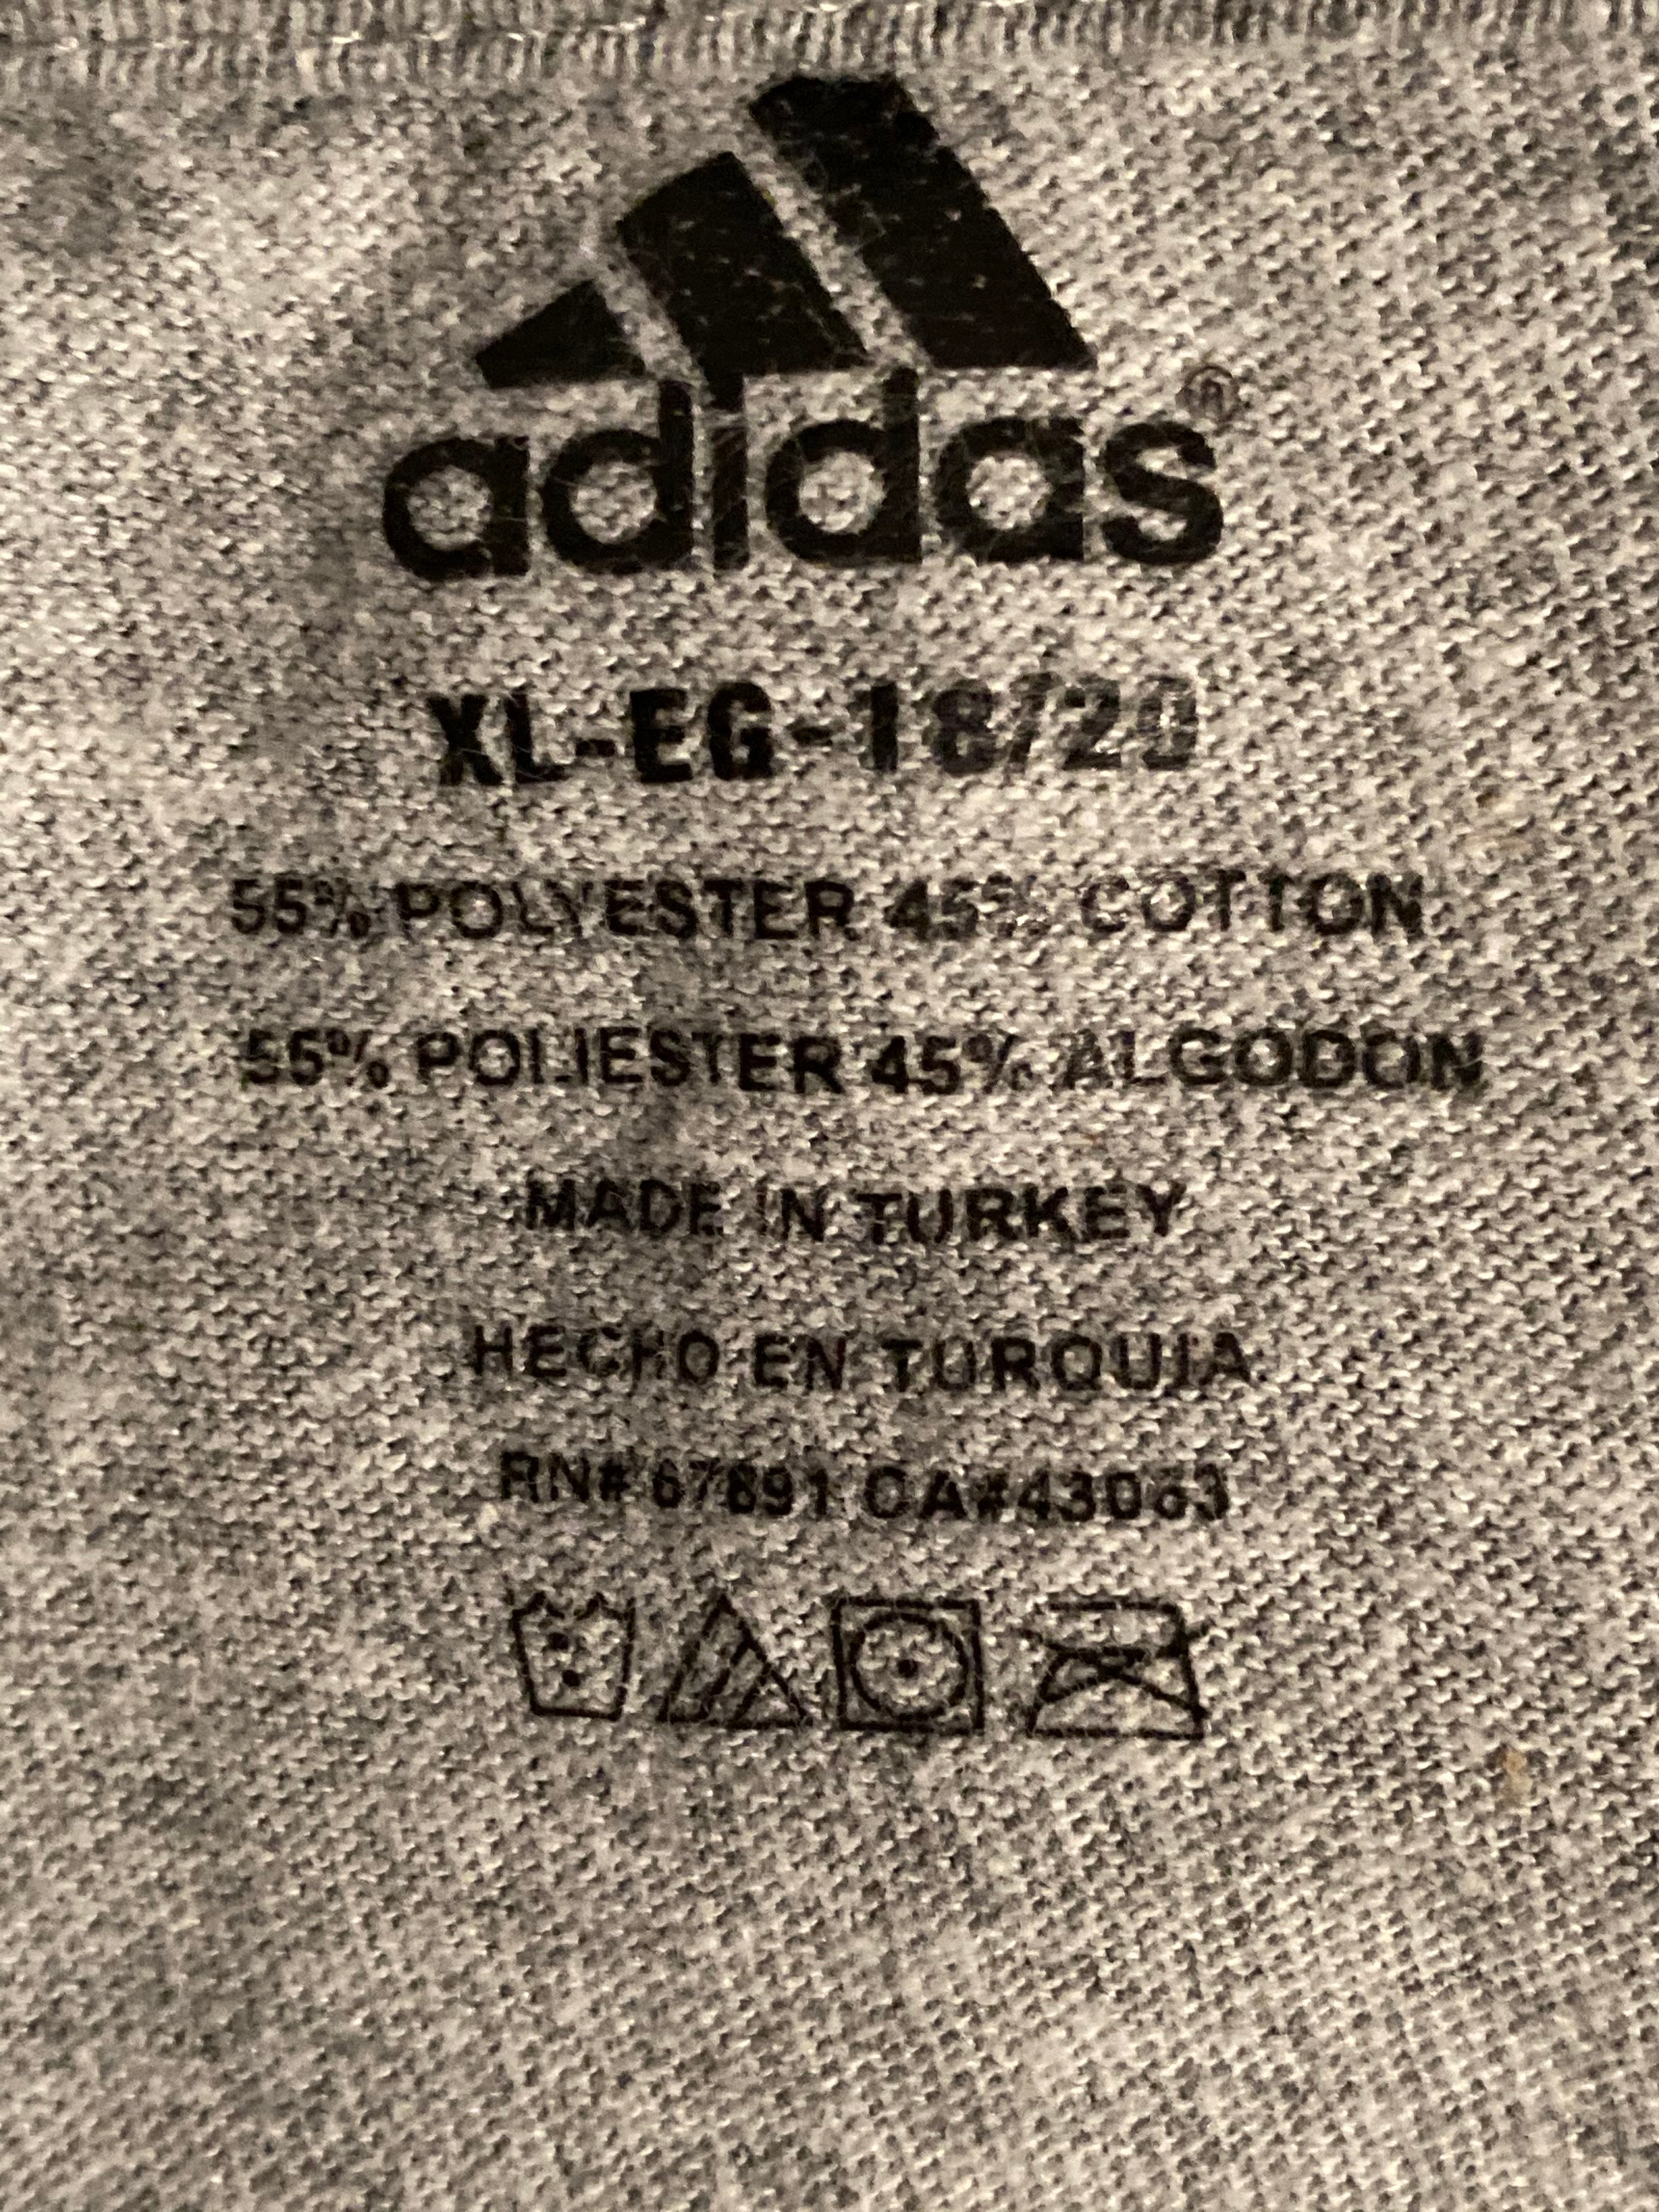 adidas®
XL-EG-18/20
55% POLYESTER 45% COTTON
55% POLIESTER 45% ALGODON
MADE IN TURKEY
HECHO EN TURQUIA
RN# 67891 CA#43063